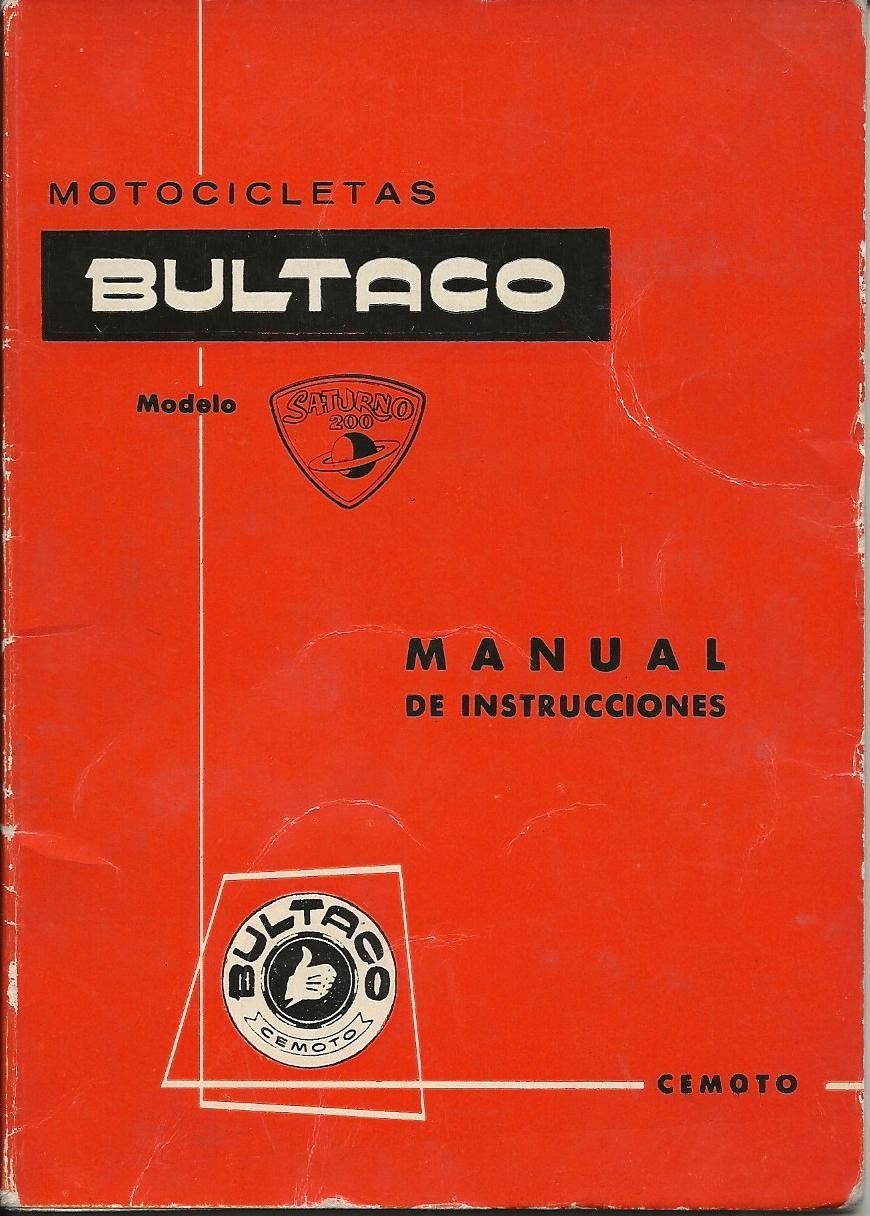 MOTOCICLETAS
BULTACO
Modelo
SATURNO
200
MANUAL
DE INSTRUCCIONES
BULTACO
CEMOTO
CEMOTO